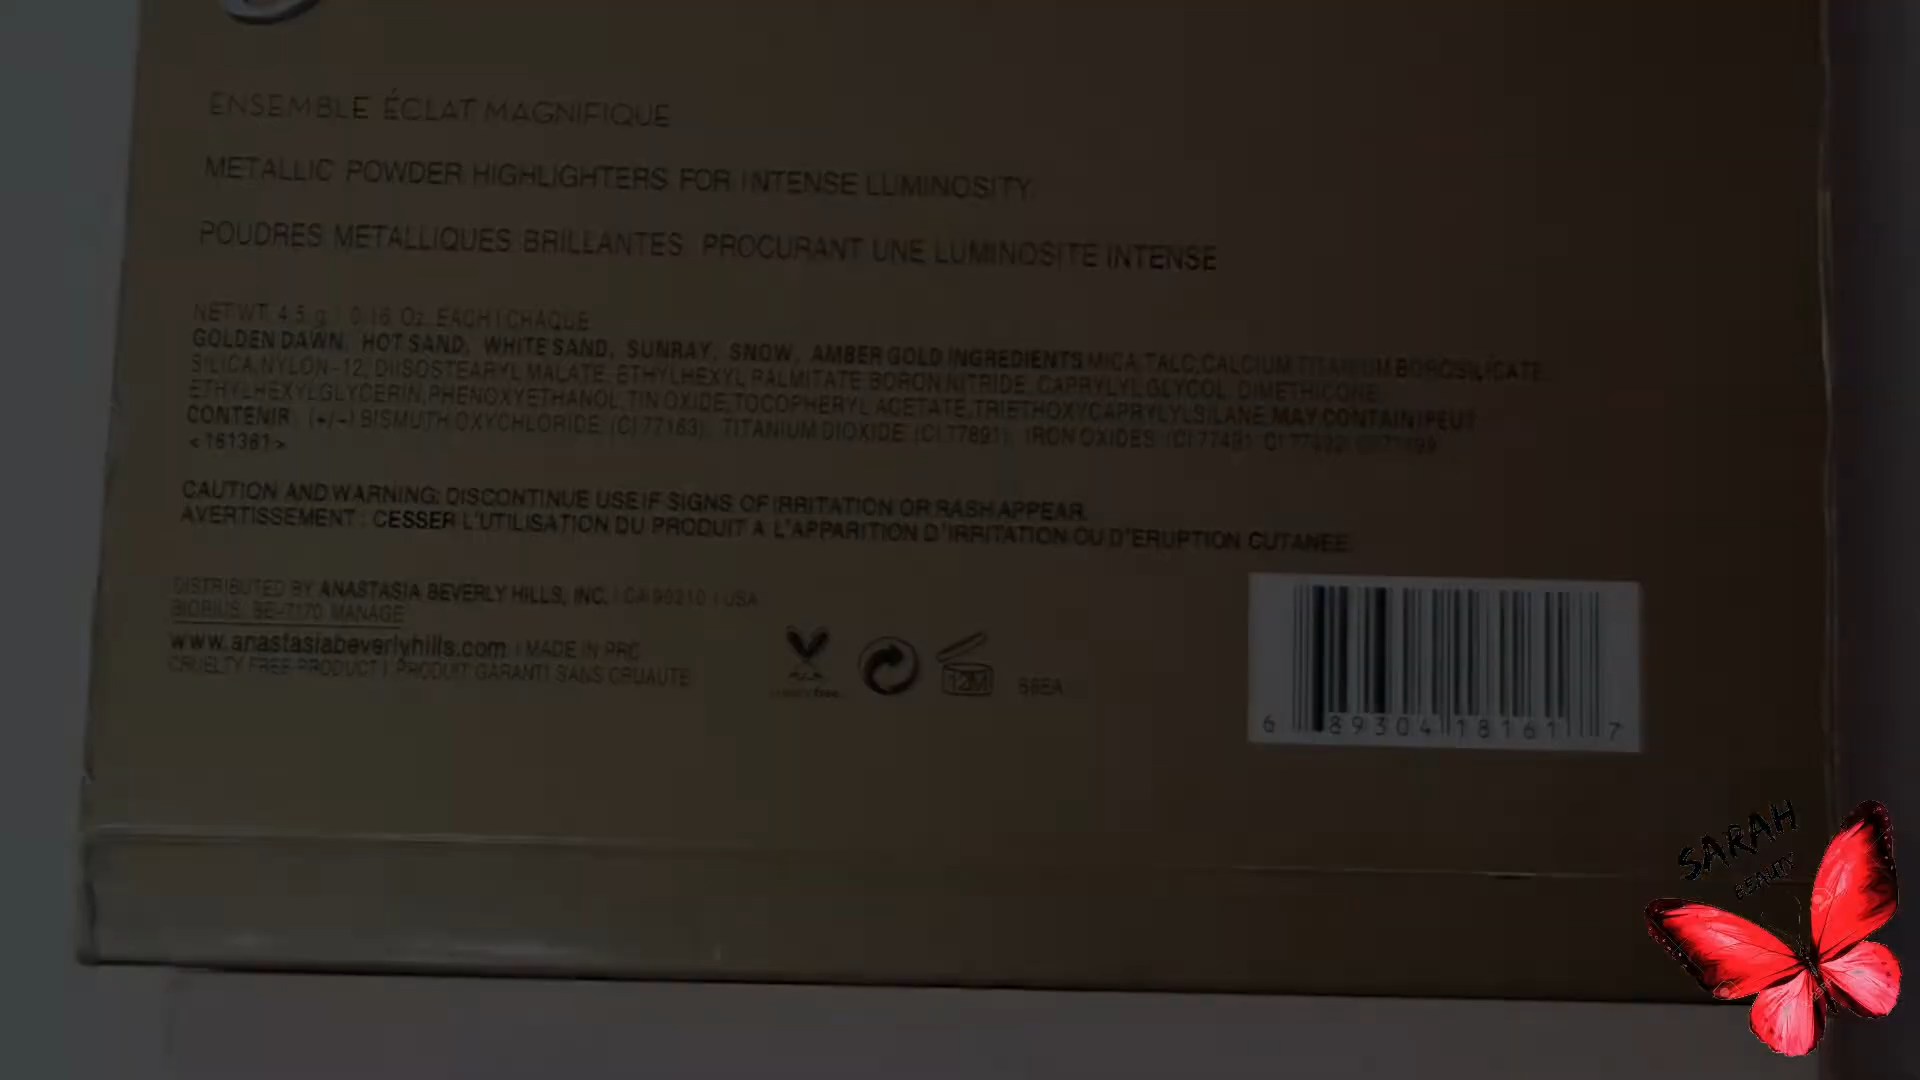 ENSEMBLE ÉCLAT MAGNIFIQUE
METALLIC POWDER HIGHLIGHTERS FOR INTENSE LUMINOSITY
POUDRES METALLIQUES BRILLANTES PROCURANT UNE LUMINOSITE INTENSE
NET WT. 4.5 g | 0.16 Oz. EACH | CHAQUE
GOLDEN DAWN, HOT SAND, WHITE SAND, SUNRAY, SNOW, AMBER GOLD INGREDIENTS MICA, TALC, CALCIUM TITANIUM BOROSILICATE,
SILICA, NYLON-12, DIISOSTEARYL MALATE, ETHYLHEXYL PALMITATE BORON NITRIDE, CAPRYLYL GLYCOL, DIMETHICONE,
ETHYLHEXYLGLYCERIN, PHENOXYETHANOL, TIN OXIDE, TOCOPHERYL ACETATE, TRIETHOXYCAPRYLYLSILANE, MAY CONTAIN | PEUT
CONTENIR: (+/-) BISMUTH OXYCHLORIDE (CI 77163), TITANIUM DIOXIDE (CI 77891), IRON OXIDES (CI 77491,
<161361>
CAUTION AND WARNING: DISCONTINUE USE IF SIGNS OF IRRITATION OR RASH APPEAR.
AVERTISSEMENT : CESSER L'UTILISATION DU PRODUIT A L'APPARITION D'IRRITATION OU D'ERUPTION CUTANEE.
DISTRIBUTED BY ANASTASIA BEVERLY HILLS, INC. | CA 90210 | USA
BIORIUS, BE-7170 MANAGE
www.anastasiabeverlyhills.com | MADE IN PRC
CRUELTY FREE PRODUCT | PRODUIT GARANTI SANS CRUAUTE
free
12M
6 89304 18161 7
SARAH
BEAUTY